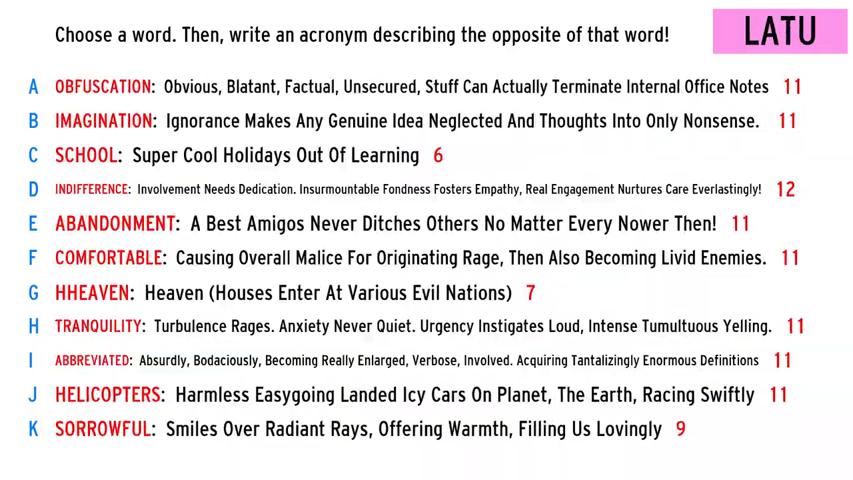 Choose a word. Then, write an acronym describing the opposite of that word!
LATU
A OBFUSCATION: Obvious, Blatant, Factual, Unsecured, Stuff Can Actually Terminate Internal Office Notes 11
B IMAGINATION: Ignorance Makes Any Genuine Idea Neglected And Thoughts Into Only Nonsense. 11
C SCHOOL: Super Cool Holidays Out Of Learning 6
D INDIFFERENCE: Involvement Needs Dedication. Insurmountable Fondness Fosters Empathy, Real Engagement Nurtures Care Everlastingly! 12
E ABANDONMENT: A Best Amigos Never Ditches Others No Matter Every Nower Then! 11
F COMFORTABLE: Causing Overall Malice For Originating Rage, Then Also Becoming Livid Enemies. 11
G HHEAVEN: Heaven (Houses Enter At Various Evil Nations) 7
H TRANQUILITY: Turbulence Rages. Anxiety Never Quiet. Urgency Instigates Loud, Intense Tumultuous Yelling. 11
I ABBREVIATED: Absurdly, Bodaciously, Becoming Really Enlarged, Verbose, Involved. Acquiring Tantalizingly Enormous Definitions 11
J HELICOPTERS: Harmless Easygoing Landed Icy Cars On Planet, The Earth, Racing Swiftly 11
K SORROWFUL: Smiles Over Radiant Rays, Offering Warmth, Filling Us Lovingly 9